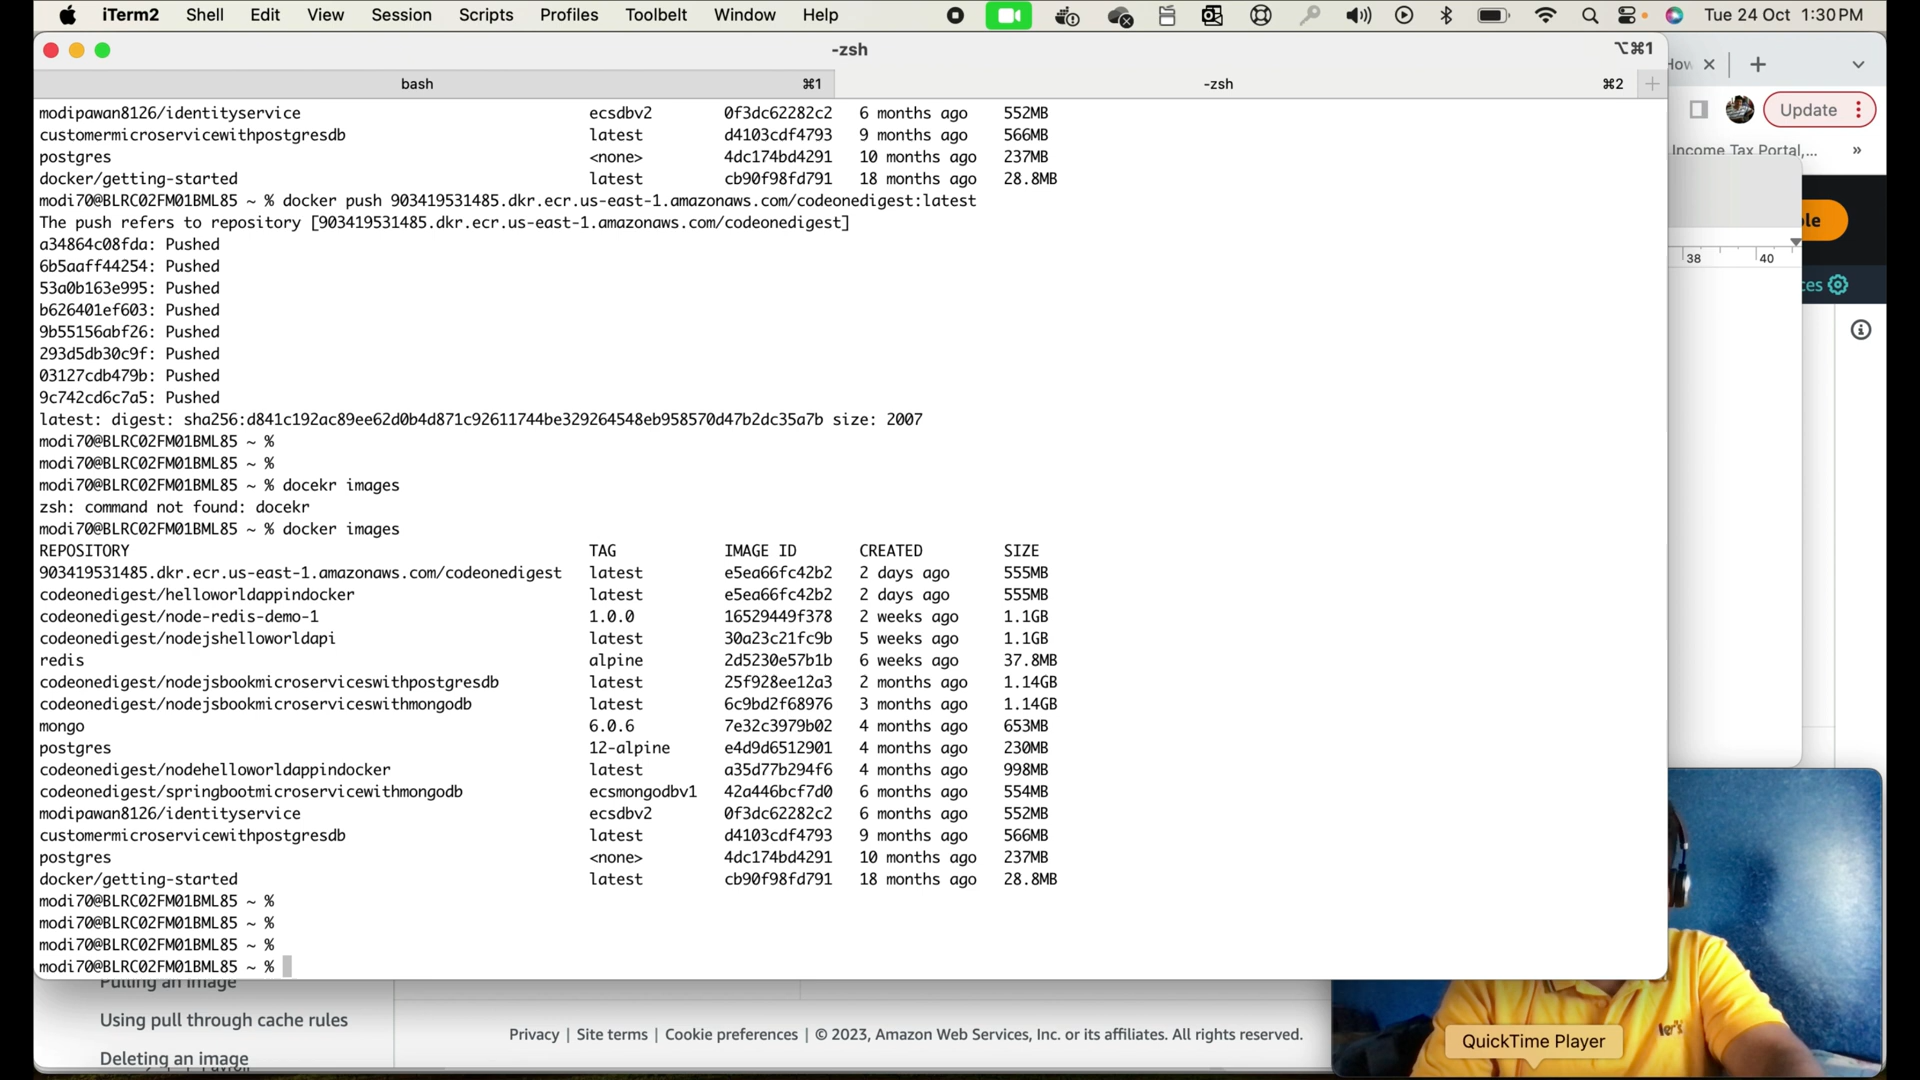 iTerm2 Shell Edit View Session Scripts Profiles Toolbelt Window Help Tue 24 Oct 1:30 PM
-zsh ⌥⌘1
bash ⌘1 -zsh ⌘2
modipawan8126/identityservice ecsdbv2 0f3dc62282c2 6 months ago 552MB
customermicroservicewithpostgresdb latest d4103cdf4793 9 months ago 566MB
postgres <none> 4dc174bd4291 10 months ago 237MB
docker/getting-started latest cb90f98fd791 18 months ago 28.8MB
modi70@BLRC02FM01BML85 ~ % docker push 903419531485.dkr.ecr.us-east-1.amazonaws.com/codeonedigest:latest
The push refers to repository [903419531485.dkr.ecr.us-east-1.amazonaws.com/codeonedigest]
a34864c08fda: Pushed
6b5aaff44254: Pushed
53a0b163e995: Pushed
b626401ef603: Pushed
9b55156abf26: Pushed
293d5db30c9f: Pushed
03127cdb479b: Pushed
9c742cd6c7a5: Pushed
latest: digest: sha256:d841c192ac89ee62d0b4d871c92611744be329264548eb958570d47b2dc35a7b size: 2007
modi70@BLRC02FM01BML85 ~ %
modi70@BLRC02FM01BML85 ~ %
modi70@BLRC02FM01BML85 ~ % docekr images
zsh: command not found: docekr
modi70@BLRC02FM01BML85 ~ % docker images
REPOSITORY TAG IMAGE ID CREATED SIZE
903419531485.dkr.ecr.us-east-1.amazonaws.com/codeonedigest latest e5ea66fc42b2 2 days ago 555MB
codeonedigest/helloworldappindocker latest e5ea66fc42b2 2 days ago 555MB
codeonedigest/node-redis-demo-1 1.0.0 16529449f378 2 weeks ago 1.1GB
codeonedigest/nodejshelloworldapi latest 30a23c21fc9b 5 weeks ago 1.1GB
redis alpine 2d5230e57b1b 6 weeks ago 37.8MB
codeonedigest/nodejsbookmicroserviceswithpostgresdb latest 25f928ee12a3 2 months ago 1.14GB
codeonedigest/nodejsbookmicroserviceswithmongodb latest 6c9bd2f68976 3 months ago 1.14GB
mongo 6.0.6 7e32c3979b02 4 months ago 653MB
postgres 12-alpine e4d9d6512901 4 months ago 230MB
codeonedigest/nodehelloworldappindocker latest a35d77b294f6 4 months ago 998MB
codeonedigest/springbootmicroservicewithmongodb ecsmongodbv1 42a446bcf7d0 6 months ago 554MB
modipawan8126/identityservice ecsdbv2 0f3dc62282c2 6 months ago 552MB
customermicroservicewithpostgresdb latest d4103cdf4793 9 months ago 566MB
postgres <none> 4dc174bd4291 10 months ago 237MB
docker/getting-started latest cb90f98fd791 18 months ago 28.8MB
modi70@BLRC02FM01BML85 ~ %
modi70@BLRC02FM01BML85 ~ %
modi70@BLRC02FM01BML85 ~ %
modi70@BLRC02FM01BML85 ~ %
Update
Income Tax Portal,... »
38 40
Pulling an image
Using pull through cache rules
Deleting an image
Privacy | Site terms | Cookie preferences | © 2023, Amazon Web Services, Inc. or its affiliates. All rights reserved.
QuickTime Player